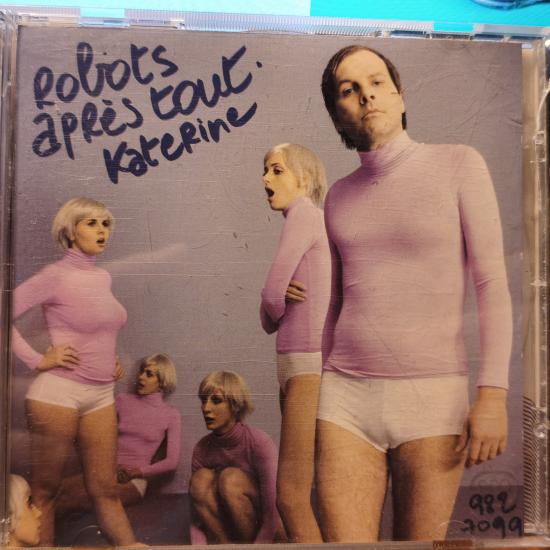 Robots
après tout.
Katerine
982
7099